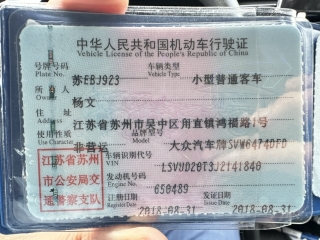 中华人民共和国机动车行驶证
Vehicle License of the People's Republic of China
号牌号码 苏EBJ923 车辆类型 小型普通客车
Plate No. Vehicle Type
所有人 杨文
Owner
住址 江苏省苏州市吴中区甪直镇鸿福路1号
Address
使用性质 非营运 品牌型号 大众汽车牌SVW6474DFD
Use Character Model
车辆识别代号 LSVUD26T3J2141840
VIN
发动机号码 650489
Engine No.
注册日期 2018-08-31 发证日期 2018-08-31
Register Date Issue Date
江苏省苏州
市公安局交
通警察支队